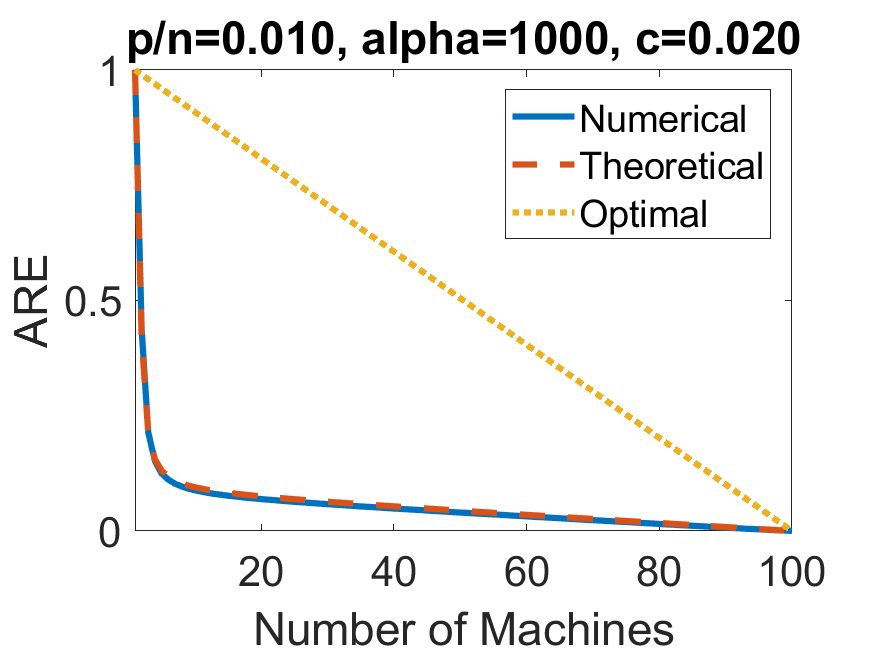 p/n=0.010, alpha=1000, c=0.020
1
0.5
0
ARE
Numerical
Theoretical
Optimal
20 40 60 80 100
Number of Machines